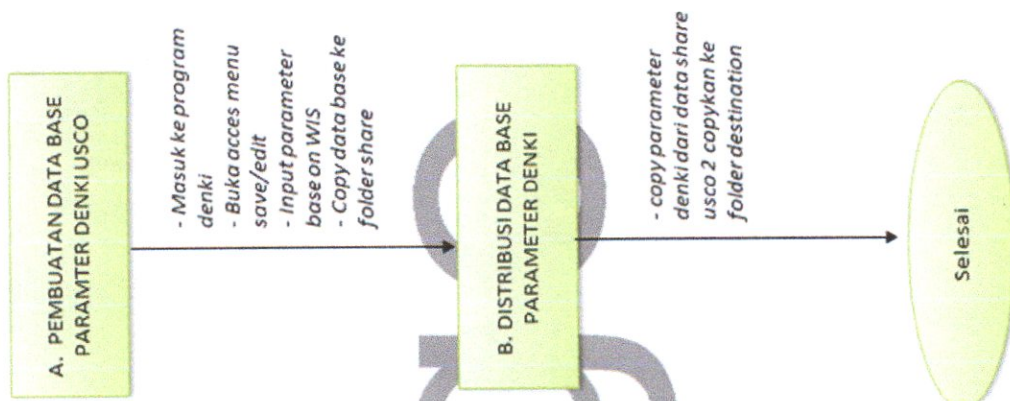 A. PEMBUATAN DATA BASE
PARAMTER DENKI USCO
- Masuk ke program
denki
- Buka acces menu
save/edit
- Input parameter
base on WIS
- Copy data base ke
folder share
B. DISTRIBUSI DATA BASE
PARAMETER DENKI
- copy parameter
denki dari data share
usco 2 copykan ke
folder destination
Selesai